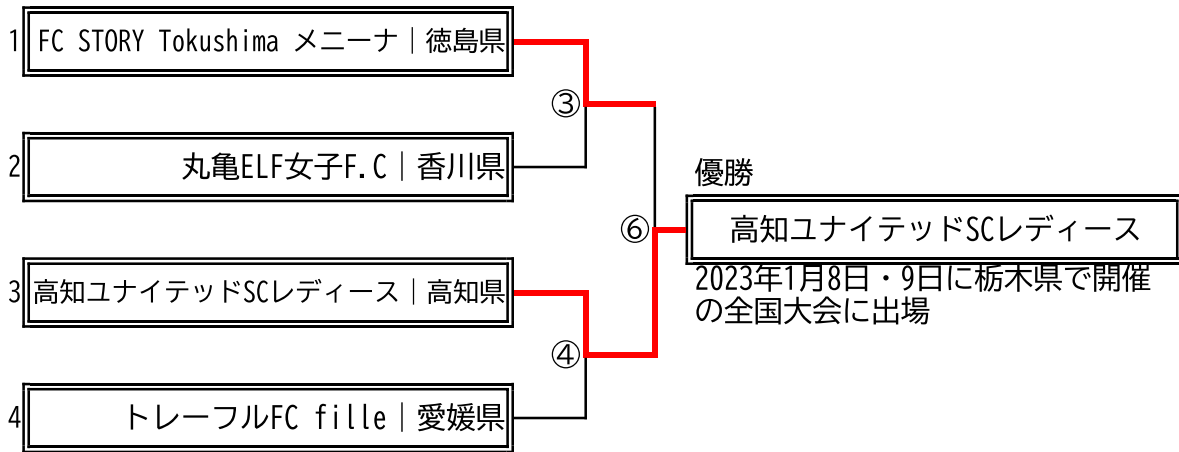 1 FC STORY Tokushima メニーナ｜徳島県
③
2 丸亀ELF女子F.C｜香川県
優勝
⑥ 高知ユナイテッドSCレディース
3 高知ユナイテッドSCレディース｜高知県
2023年1月8日・9日に栃木県で開催
の全国大会に出場
④
4 トレーフルFC fille｜愛媛県